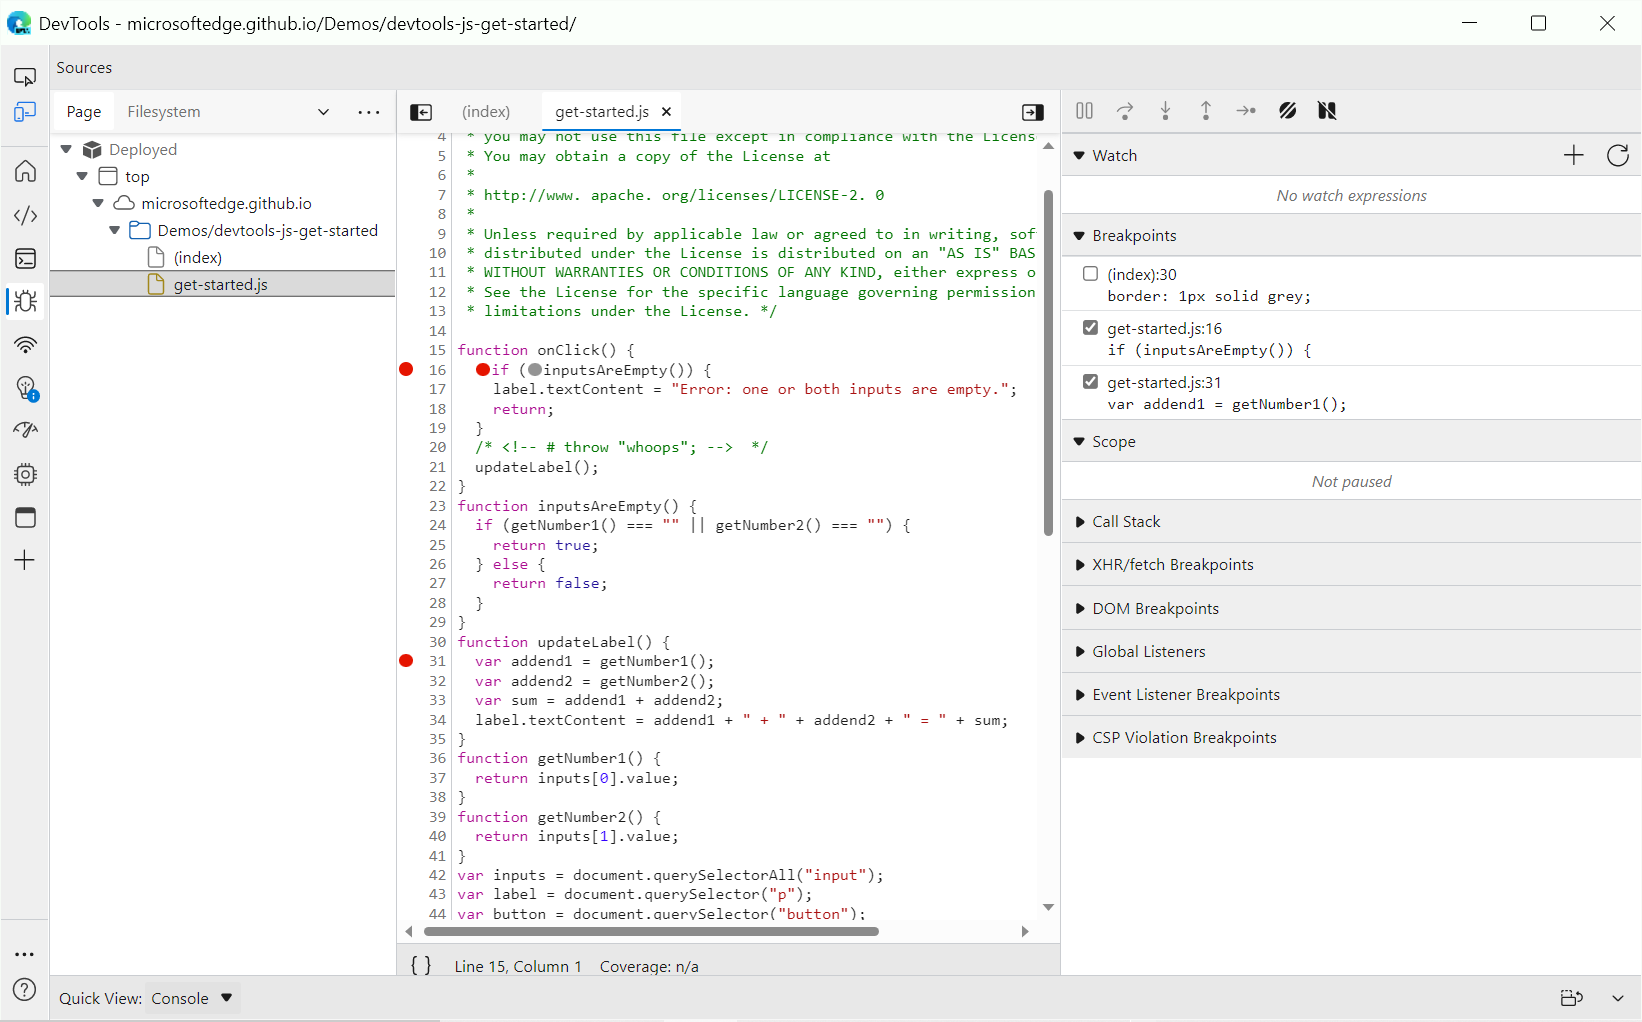 DevTools - microsoftedge.github.io/Demos/devtools-js-get-started/
Sources
Page Filesystem
Deployed
top
microsoftedge.github.io
Demos/devtools-js-get-started
(index)
get-started.js
(index) get-started.js
4 * you may not use this file except in compliance with the Licens
5 * You may obtain a copy of the License at
6 *
7 * http://www. apache. org/licenses/LICENSE-2. 0
8 *
9 * Unless required by applicable law or agreed to in writing, sof
10 * distributed under the License is distributed on an "AS IS" BAS
11 * WITHOUT WARRANTIES OR CONDITIONS OF ANY KIND, either express o
12 * See the License for the specific language governing permission
13 * limitations under the License. */
14
15 function onClick() {
16 if (inputsAreEmpty()) {
17 label.textContent = "Error: one or both inputs are empty.";
18 return;
19 }
20 /* <!-- # throw "whoops"; --> */
21 updateLabel();
22 }
23 function inputsAreEmpty() {
24 if (getNumber1() === "" || getNumber2() === "") {
25 return true;
26 } else {
27 return false;
28 }
29 }
30 function updateLabel() {
31 var addend1 = getNumber1();
32 var addend2 = getNumber2();
33 var sum = addend1 + addend2;
34 label.textContent = addend1 + " + " + addend2 + " = " + sum;
35 }
36 function getNumber1() {
37 return inputs[0].value;
38 }
39 function getNumber2() {
40 return inputs[1].value;
41 }
42 var inputs = document.querySelectorAll("input");
43 var label = document.querySelector("p");
44 var button = document.querySelector("button");
{ } Line 15, Column 1 Coverage: n/a
Watch
No watch expressions
Breakpoints
(index):30
border: 1px solid grey;
get-started.js:16
if (inputsAreEmpty()) {
get-started.js:31
var addend1 = getNumber1();
Scope
Not paused
Call Stack
XHR/fetch Breakpoints
DOM Breakpoints
Global Listeners
Event Listener Breakpoints
CSP Violation Breakpoints
Quick View: Console